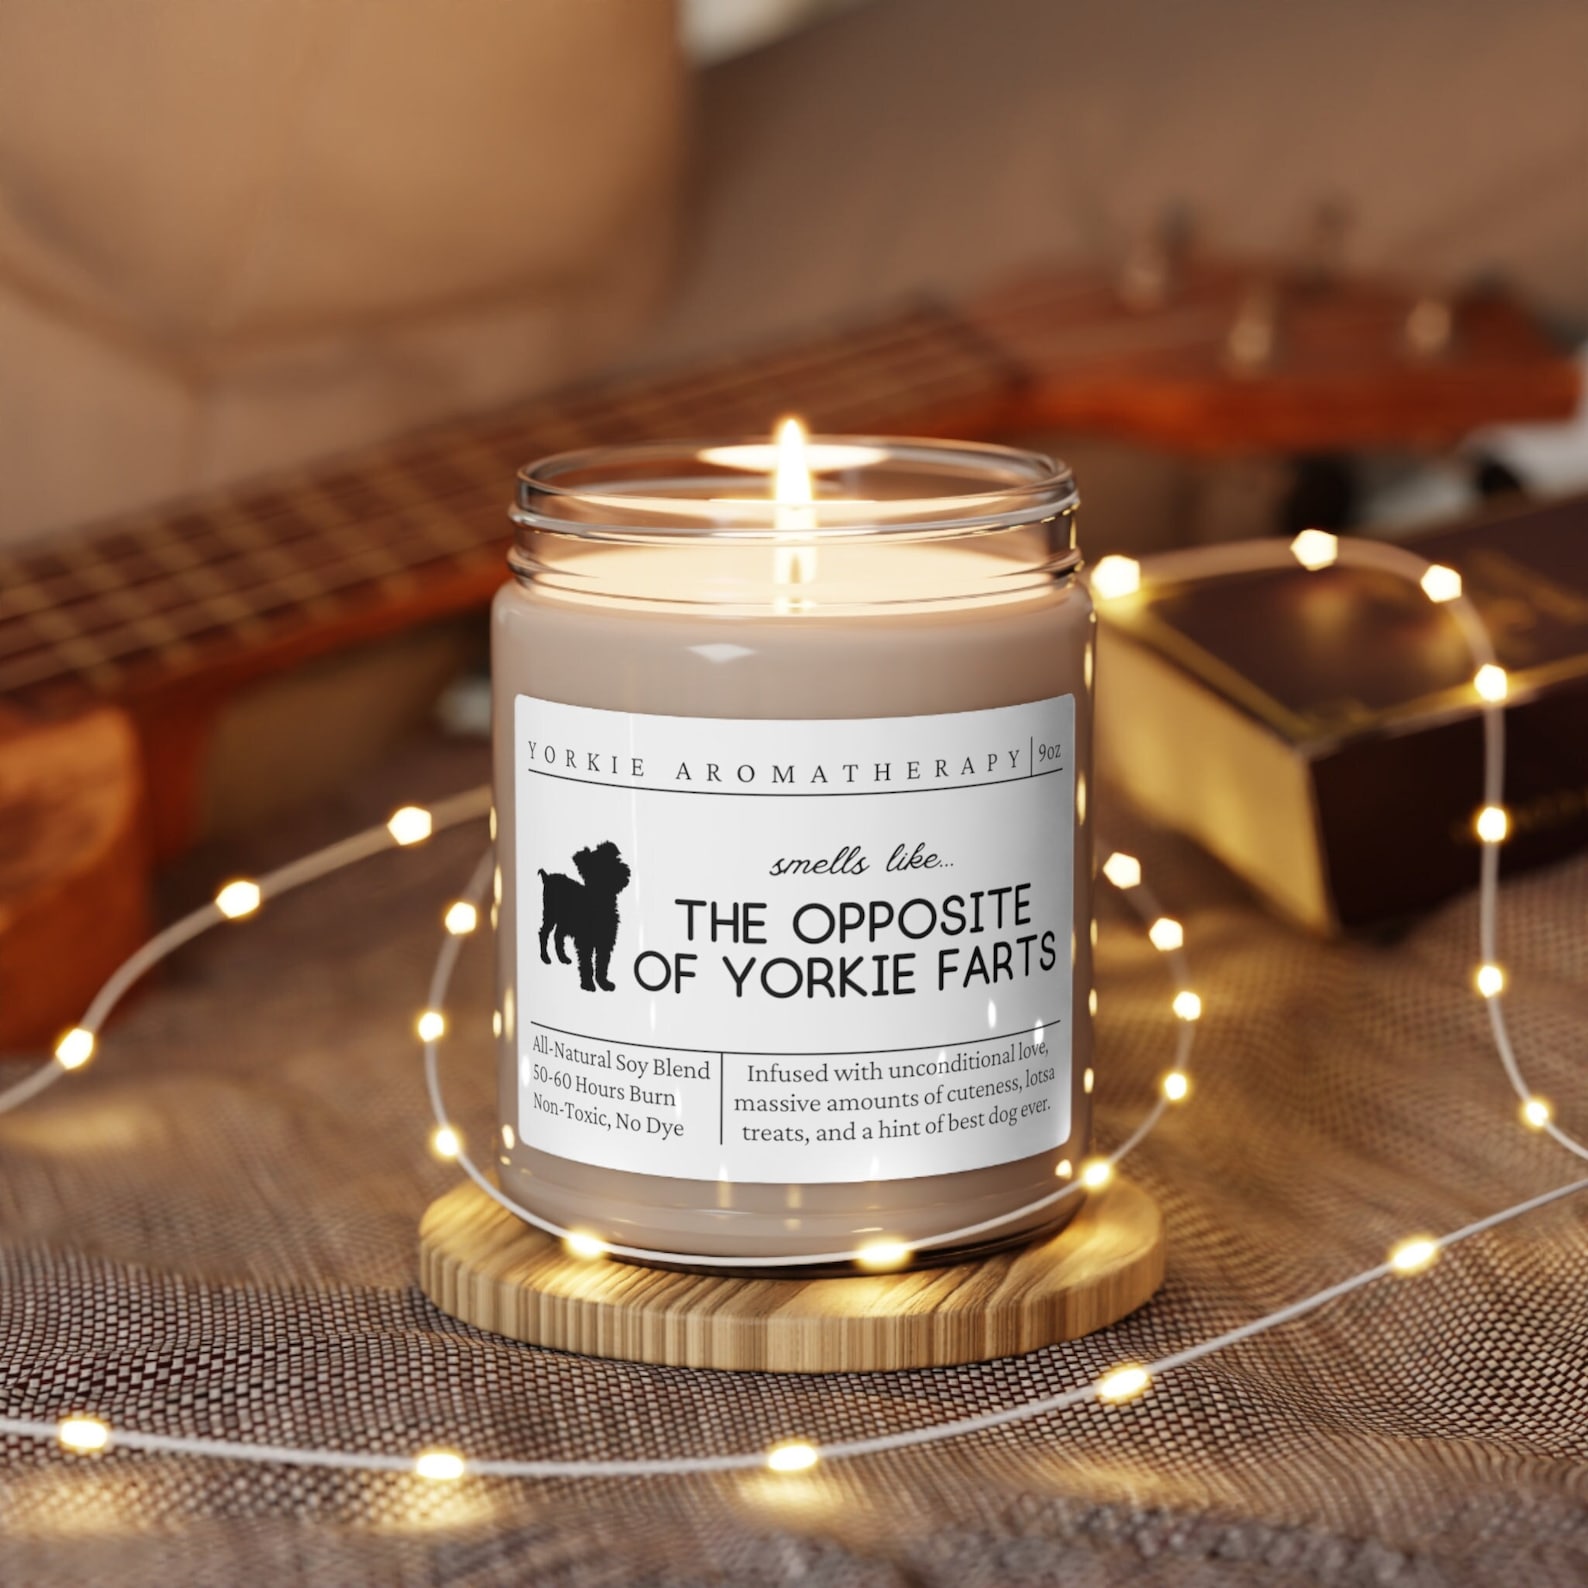 YORKIE AROMATHERAPY | 9oz
smells like...
THE OPPOSITE
OF YORKIE FARTS
All-Natural Soy Blend
50-60 Hours Burn
Non-Toxic, No Dye
Infused with unconditional love,
massive amounts of cuteness, lotsa
treats, and a hint of best dog ever.